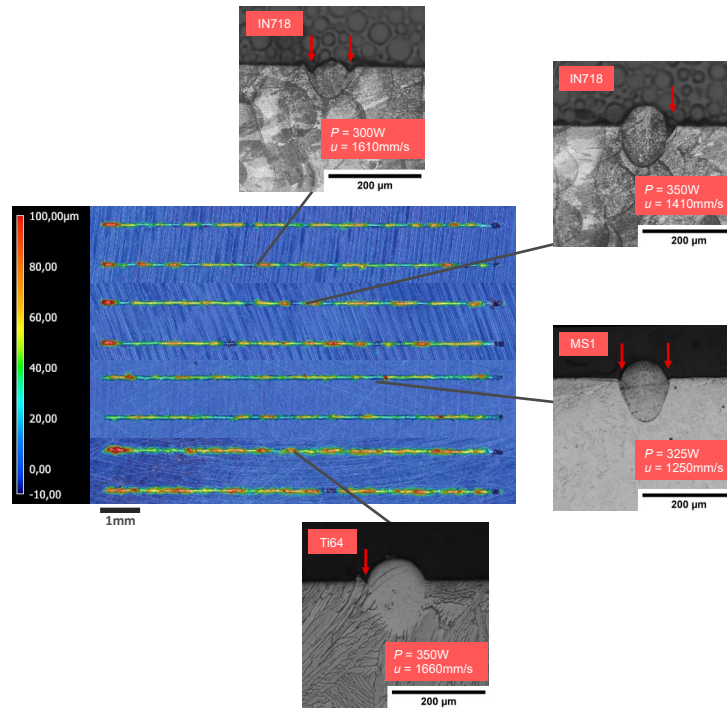 IN718
P = 300W
u = 1610mm/s
200 µm
IN718
P = 350W
u = 1410mm/s
200 µm
100,00µm
80,00
60,00
40,00
20,00
0,00
-10,00
1mm
MS1
P = 325W
u = 1250mm/s
200 µm
Ti64
P = 350W
u = 1660mm/s
200 µm